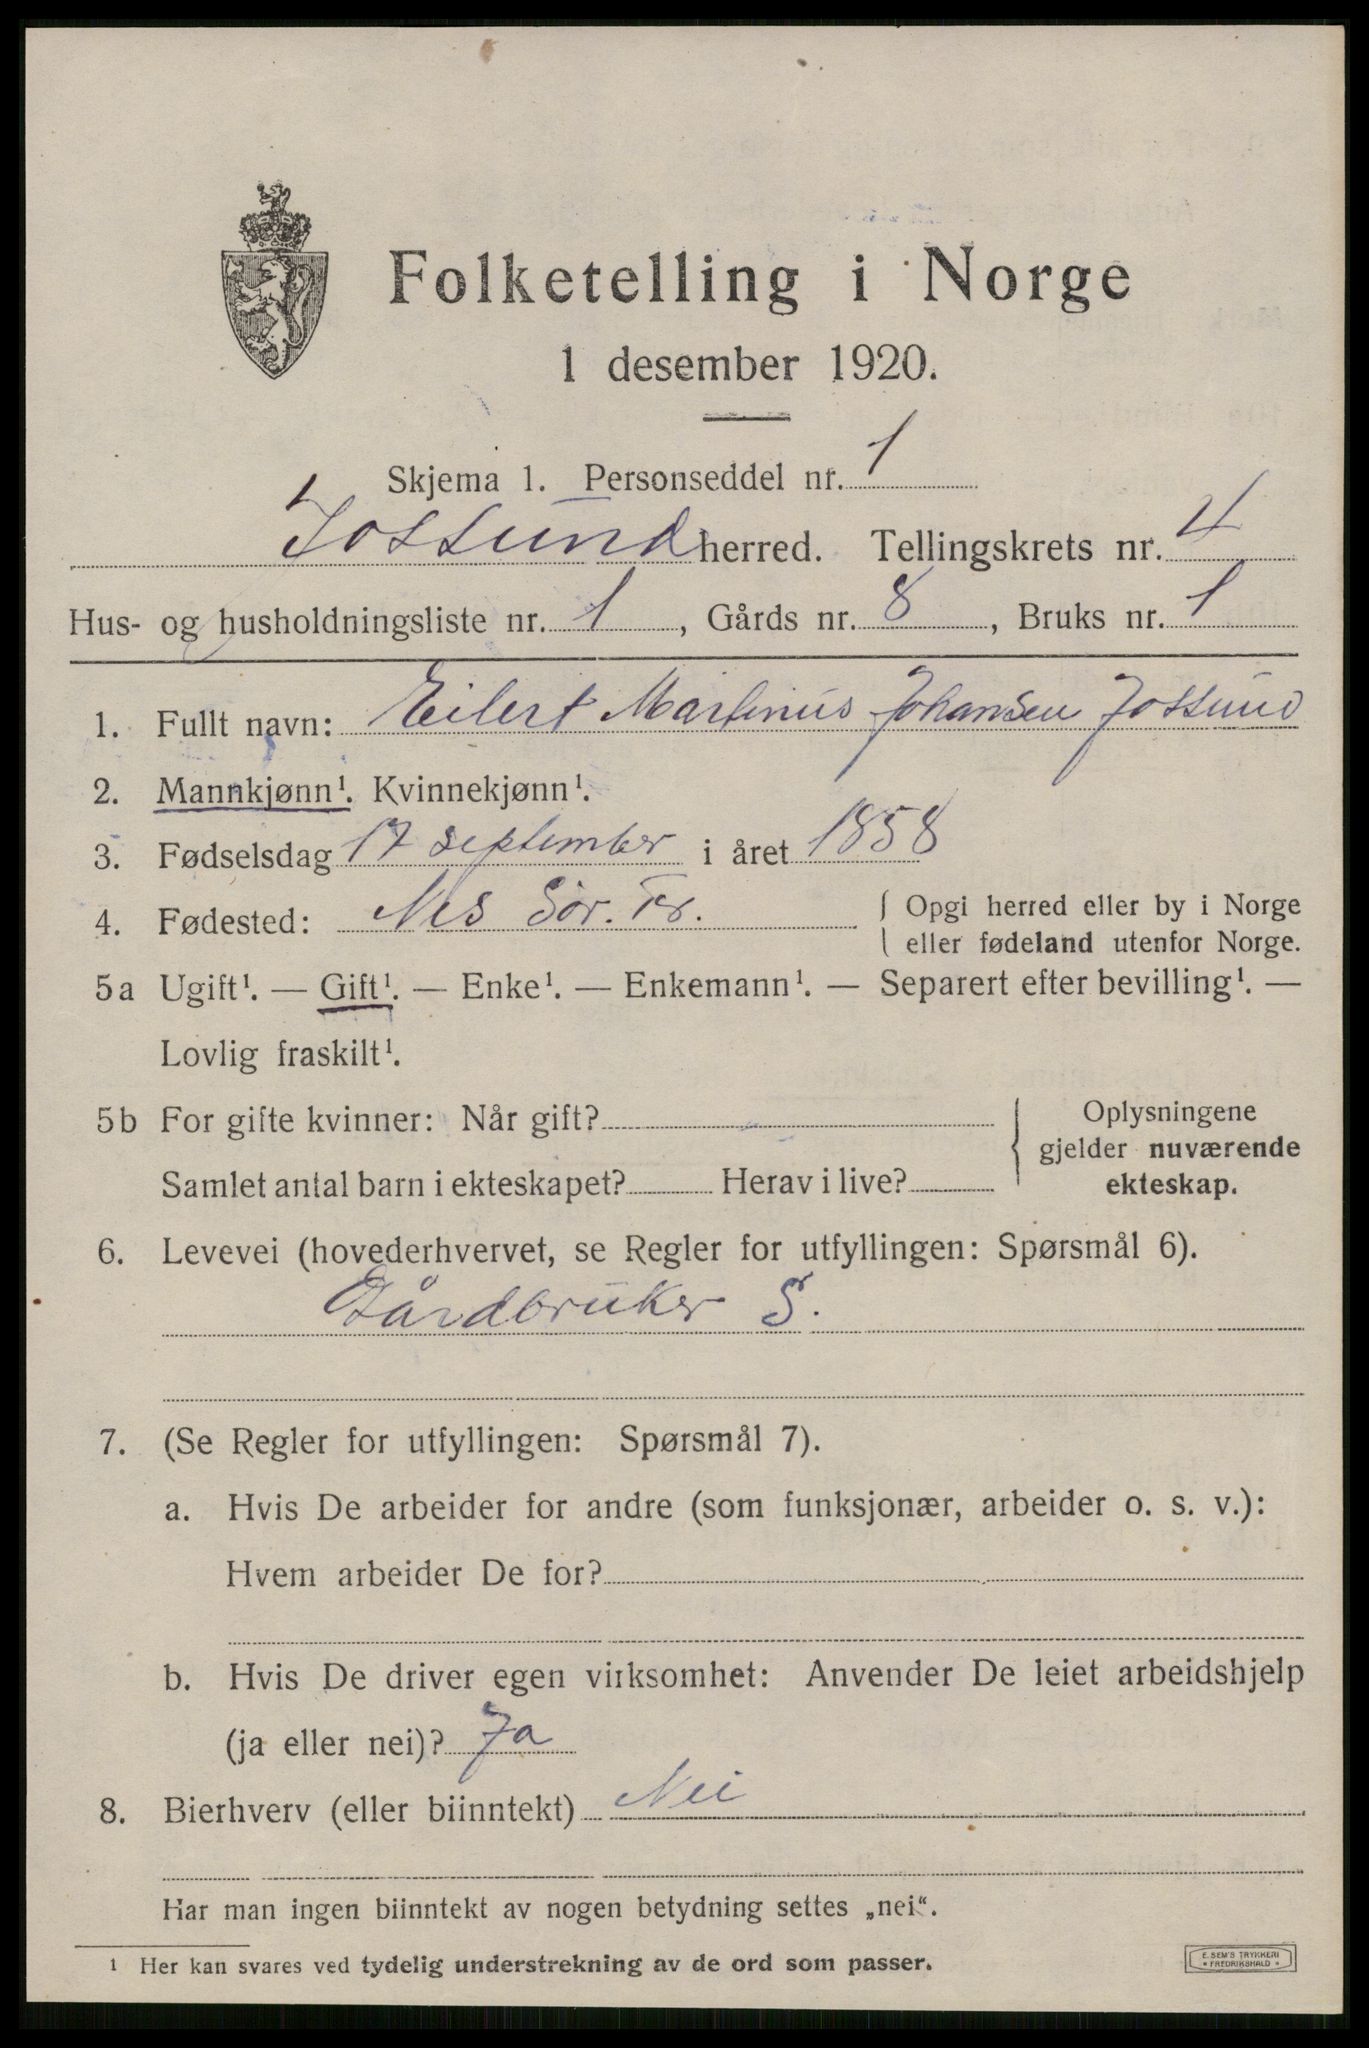 Folketelling i Norge
1 desember 1920.
Skjema 1. Personseddel nr. 1
Jossund herred. Tellingskrets nr. 4
Hus- og husholdningsliste nr. 1, Gårds nr. 8, Bruks nr. 1
1. Fullt navn: Eilert Martinus Johansen Jossund
2. Mannkjønn¹. Kvinnekjønn¹.
3. Fødselsdag 17 september i året 1858
4. Fødested: Nes Sör. Tr. { Opgi herred eller by i Norge
eller fødeland utenfor Norge.
5a Ugift¹. — Gift¹. — Enke¹. — Enkemann¹. — Separert efter bevilling¹. —
Lovlig fraskilt¹.
5b For gifte kvinner: Når gift? { Oplysningene
gjelder nuværende
Samlet antal barn i ekteskapet? Herav i live? ekteskap.
6. Levevei (hovederhvervet, se Regler for utfyllingen: Spørsmål 6).
Gårdbruker S.
7. (Se Regler for utfyllingen: Spørsmål 7).
a. Hvis De arbeider for andre (som funksjonær, arbeider o. s. v.):
Hvem arbeider De for?
b. Hvis De driver egen virksomhet: Anvender De leiet arbeidshjelp
(ja eller nei)? Ja
8. Bierhverv (eller biinntekt) Nei
Har man ingen biinntekt av nogen betydning settes „nei“.
¹ Her kan svares ved tydelig understrekning av de ord som passer.
E. SEM'S TRYKKERI
FREDRIKSHALD